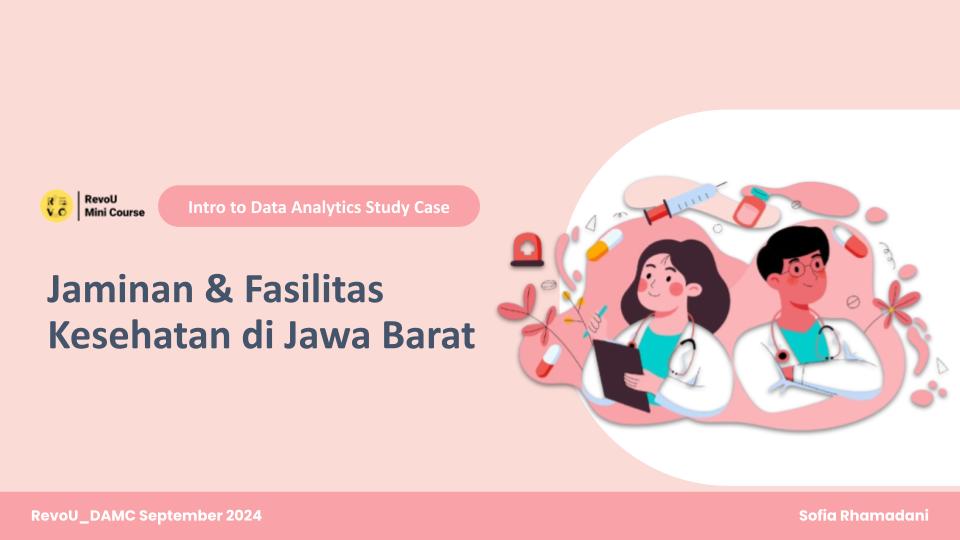 RE
VO
RevoU
Mini Course
Intro to Data Analytics Study Case
Jaminan & Fasilitas
Kesehatan di Jawa Barat
RevoU_DAMC September 2024
Sofia Rhamadani